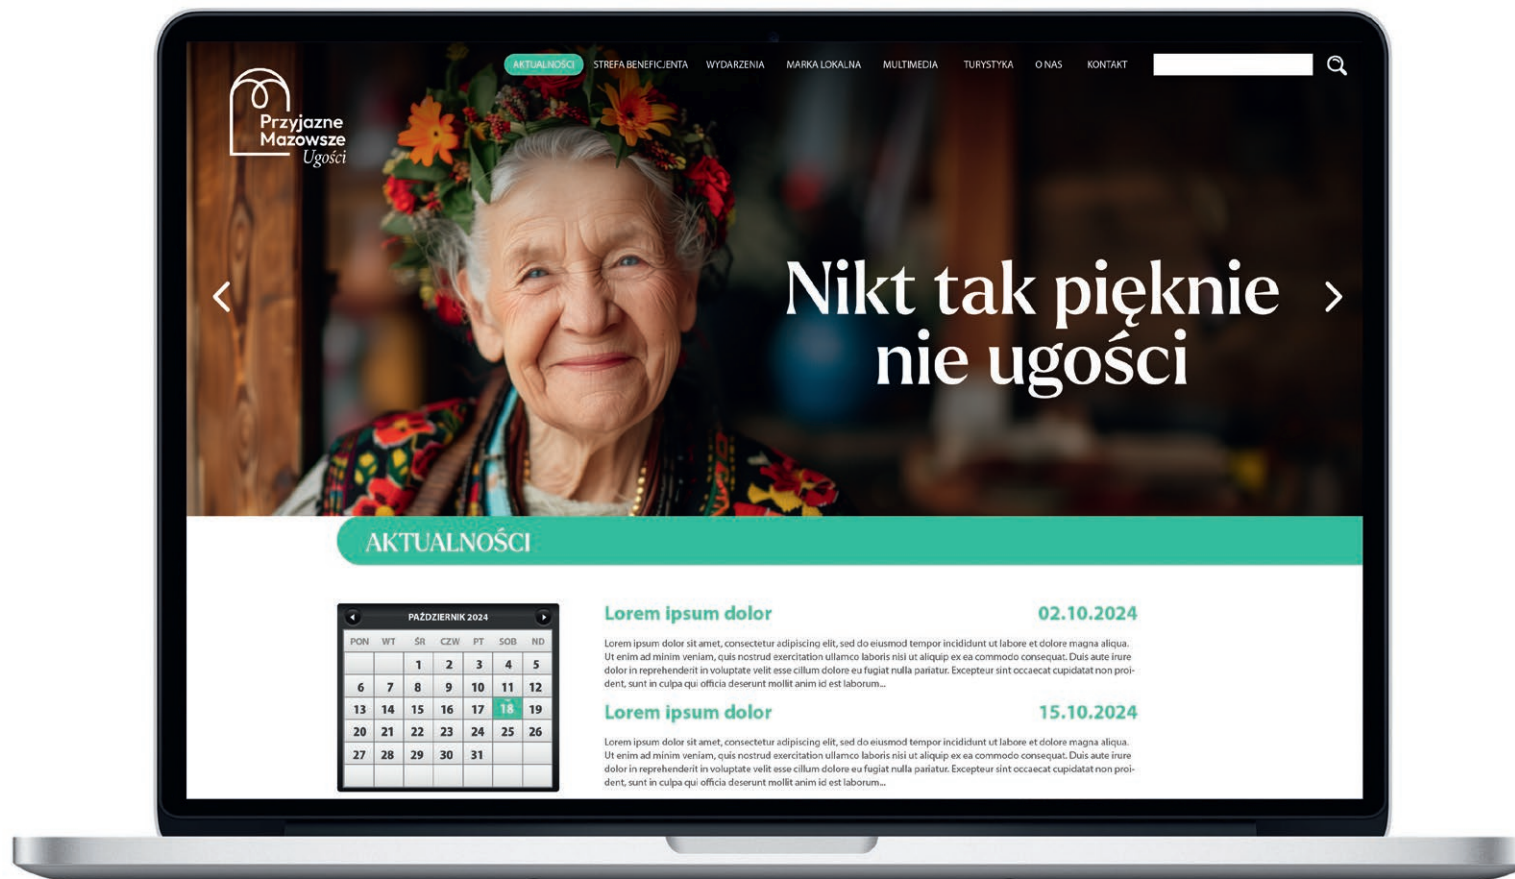 Przyjazne
Mazowsze
Ugości
AKTUALNOŚCI STREFA BENEFICJENTA WYDARZENIA MARKA LOKALNA MULTIMEDIA TURYSTYKA O NAS KONTAKT
Nikt tak pięknie
nie ugości
AKTUALNOŚCI
PAŹDZIERNIK 2024
PON WT ŚR CZW PT SOB ND
1 2 3 4 5
6 7 8 9 10 11 12
13 14 15 16 17 18 19
20 21 22 23 24 25 26
27 28 29 30 31
Lorem ipsum dolor 02.10.2024
Lorem ipsum dolor sit amet, consectetur adipiscing elit, sed do eiusmod tempor incididunt ut labore et dolore magna aliqua.
Ut enim ad minim veniam, quis nostrud exercitation ullamco laboris nisi ut aliquip ex ea commodo consequat. Duis aute irure
dolor in reprehenderit in voluptate velit esse cillum dolore eu fugiat nulla pariatur. Excepteur sint occaecat cupidatat non proi-
dent, sunt in culpa qui officia deserunt mollit anim id est laborum...
Lorem ipsum dolor 15.10.2024
Lorem ipsum dolor sit amet, consectetur adipiscing elit, sed do eiusmod tempor incididunt ut labore et dolore magna aliqua.
Ut enim ad minim veniam, quis nostrud exercitation ullamco laboris nisi ut aliquip ex ea commodo consequat. Duis aute irure
dolor in reprehenderit in voluptate velit esse cillum dolore eu fugiat nulla pariatur. Excepteur sint occaecat cupidatat non proi-
dent, sunt in culpa qui officia deserunt mollit anim id est laborum...